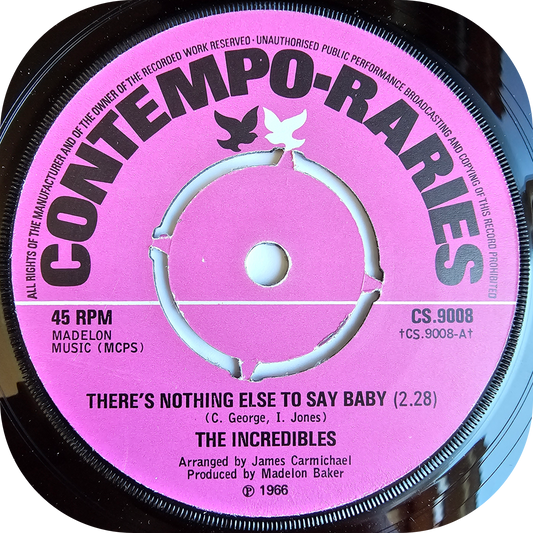 ALL RIGHTS OF THE MANUFACTURER AND OF THE OWNER OF THE RECORDED WORK RESERVED · UNAUTHORISED PUBLIC PERFORMANCE BROADCASTING AND COPYING OF THIS RECORD PROHIBITED
CONTEMPO-RARIES
45 RPM
MADELON
MUSIC (MCPS)
CS.9008
†CS.9008-A†
THERE'S NOTHING ELSE TO SAY BABY (2.28)
(C. George, I. Jones)
THE INCREDIBLES
Arranged by James Carmichael
Produced by Madelon Baker
℗ 1966